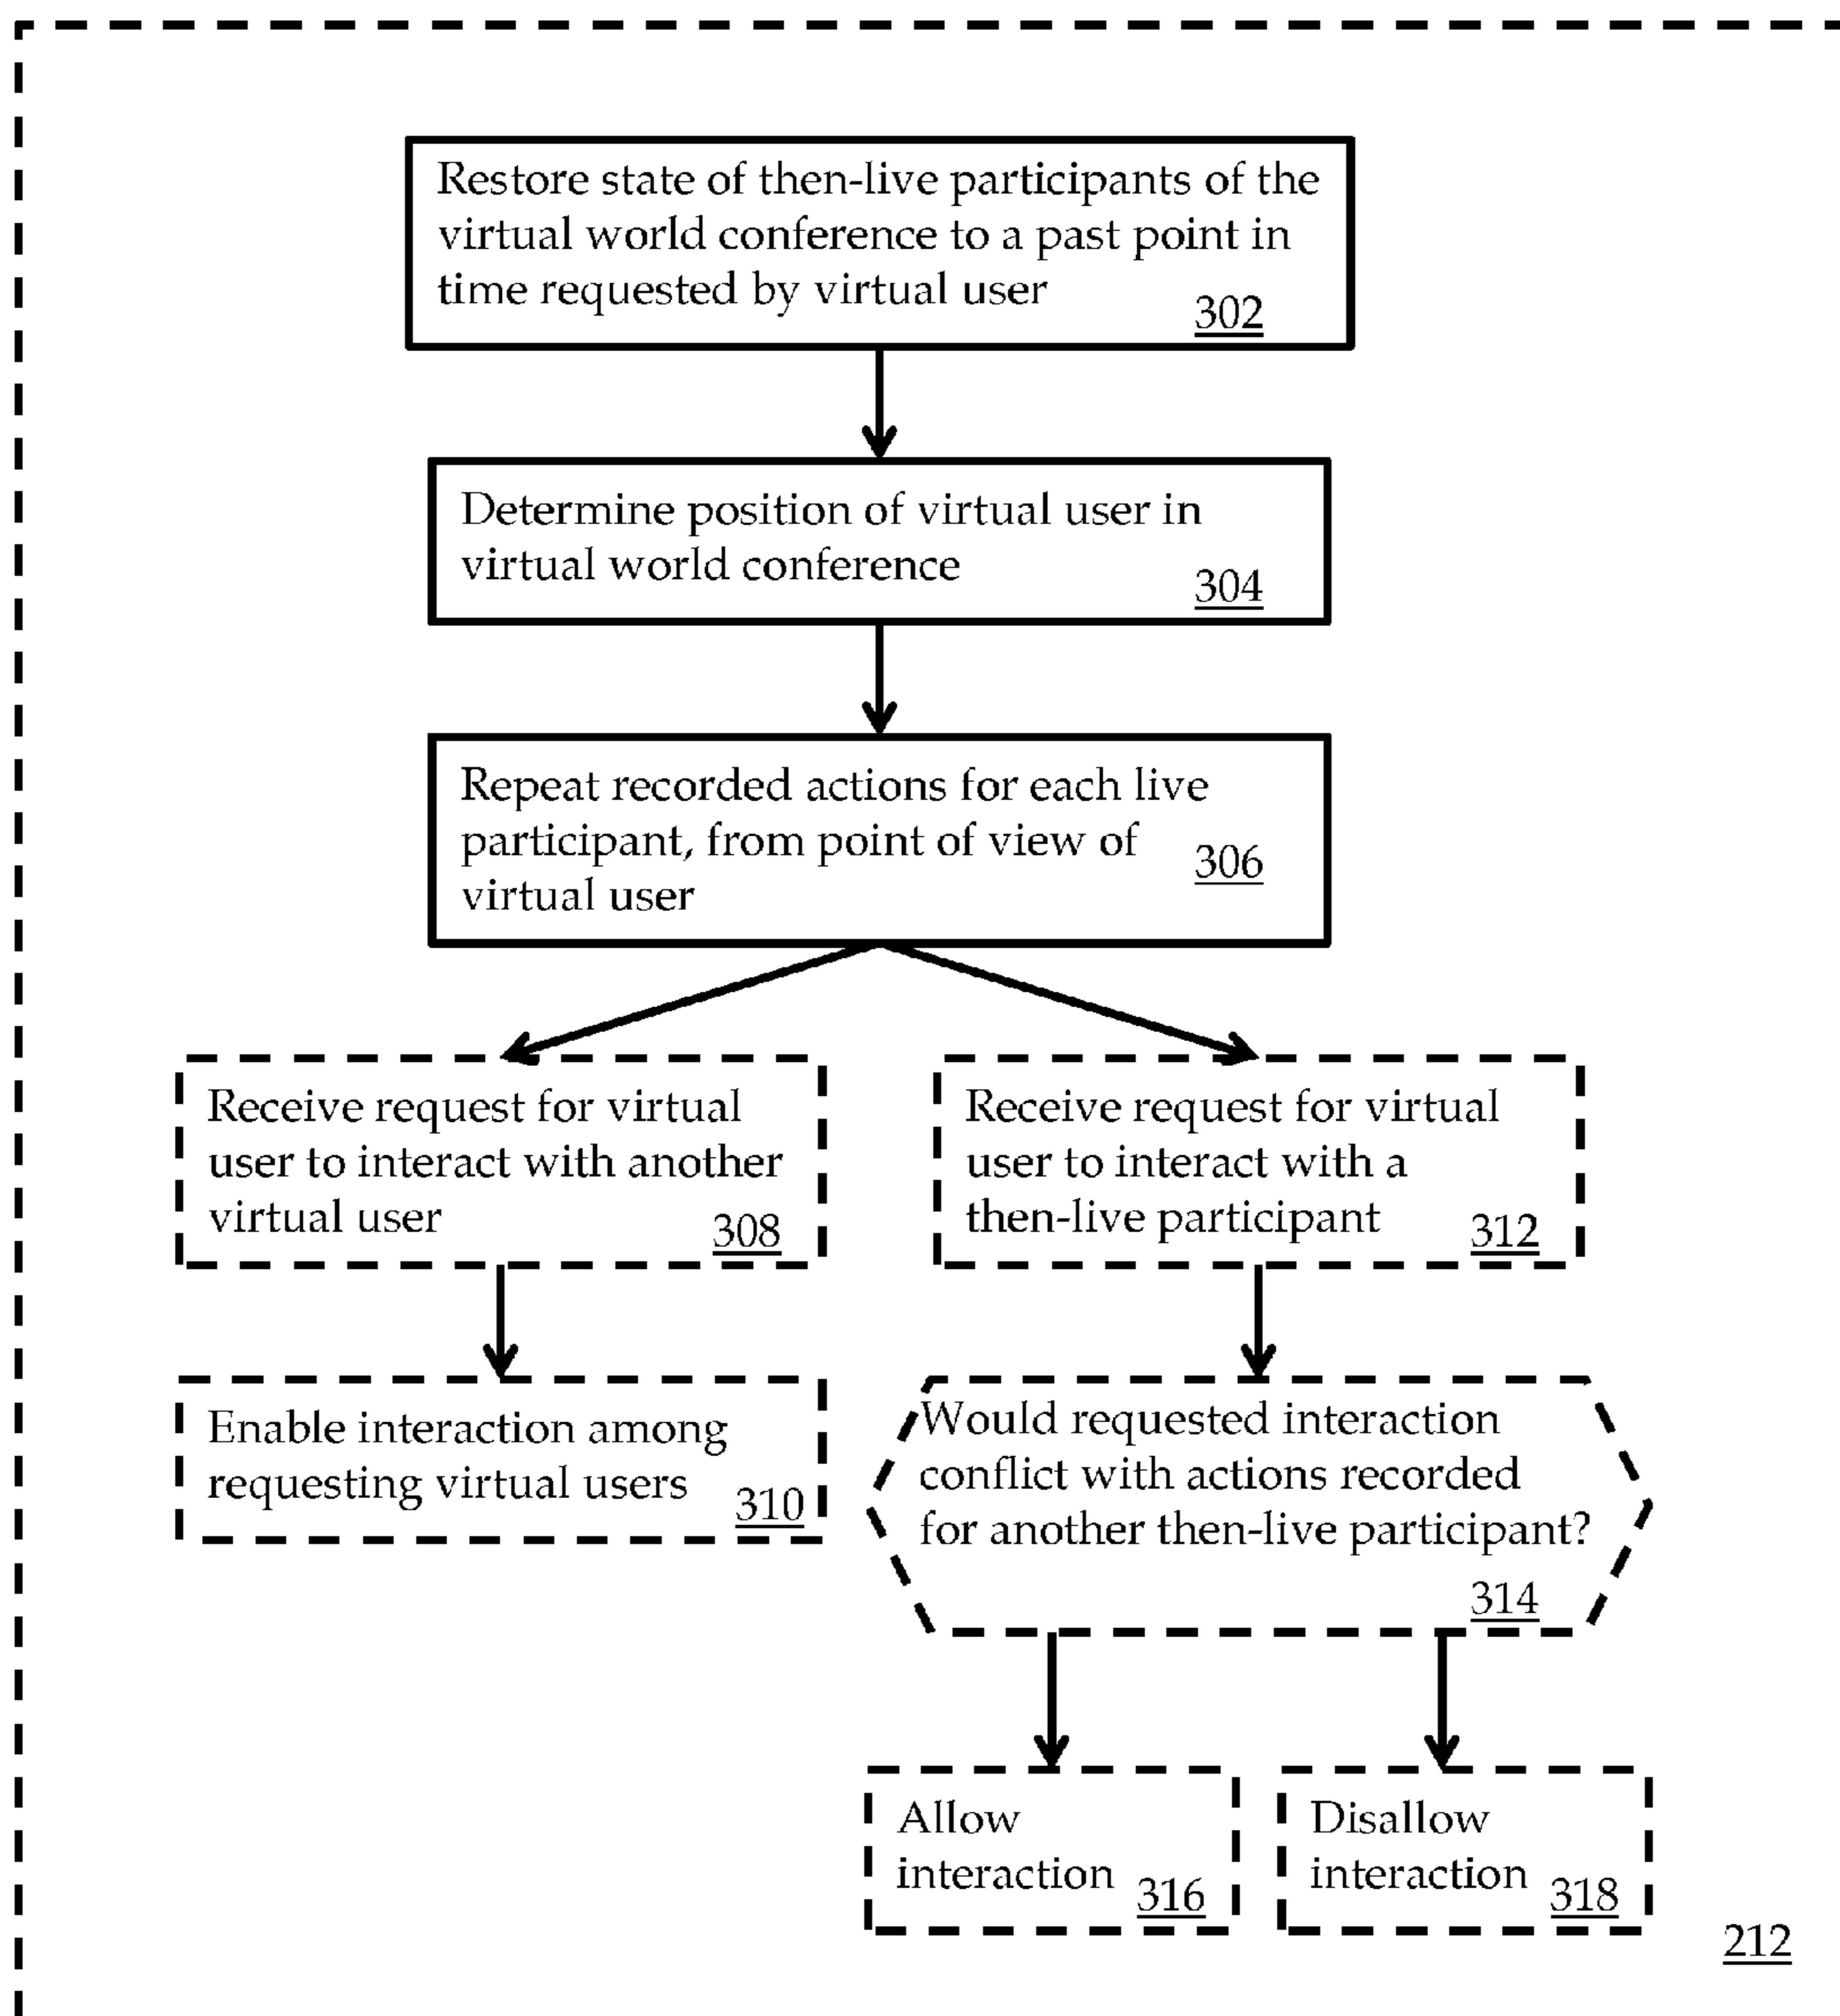 Restore state of then-live participants of the
virtual world conference to a past point in
time requested by virtual user
302
Determine position of virtual user in
virtual world conference
304
Repeat recorded actions for each live
participant, from point of view of
virtual user
306
Receive request for virtual
user to interact with another
virtual user
308
Receive request for virtual
user to interact with a
then-live participant
312
Enable interaction among
requesting virtual users
310
Would requested interaction
conflict with actions recorded
for another then-live participant?
314
Allow
interaction
316
Disallow
interaction
318
212